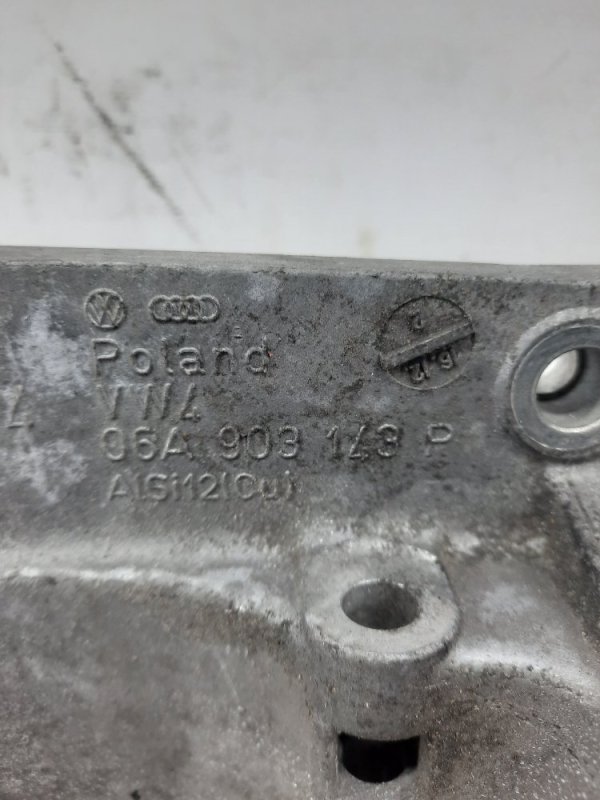 Poland
VW4
06A 903 143 P
AlSi12(Cu)